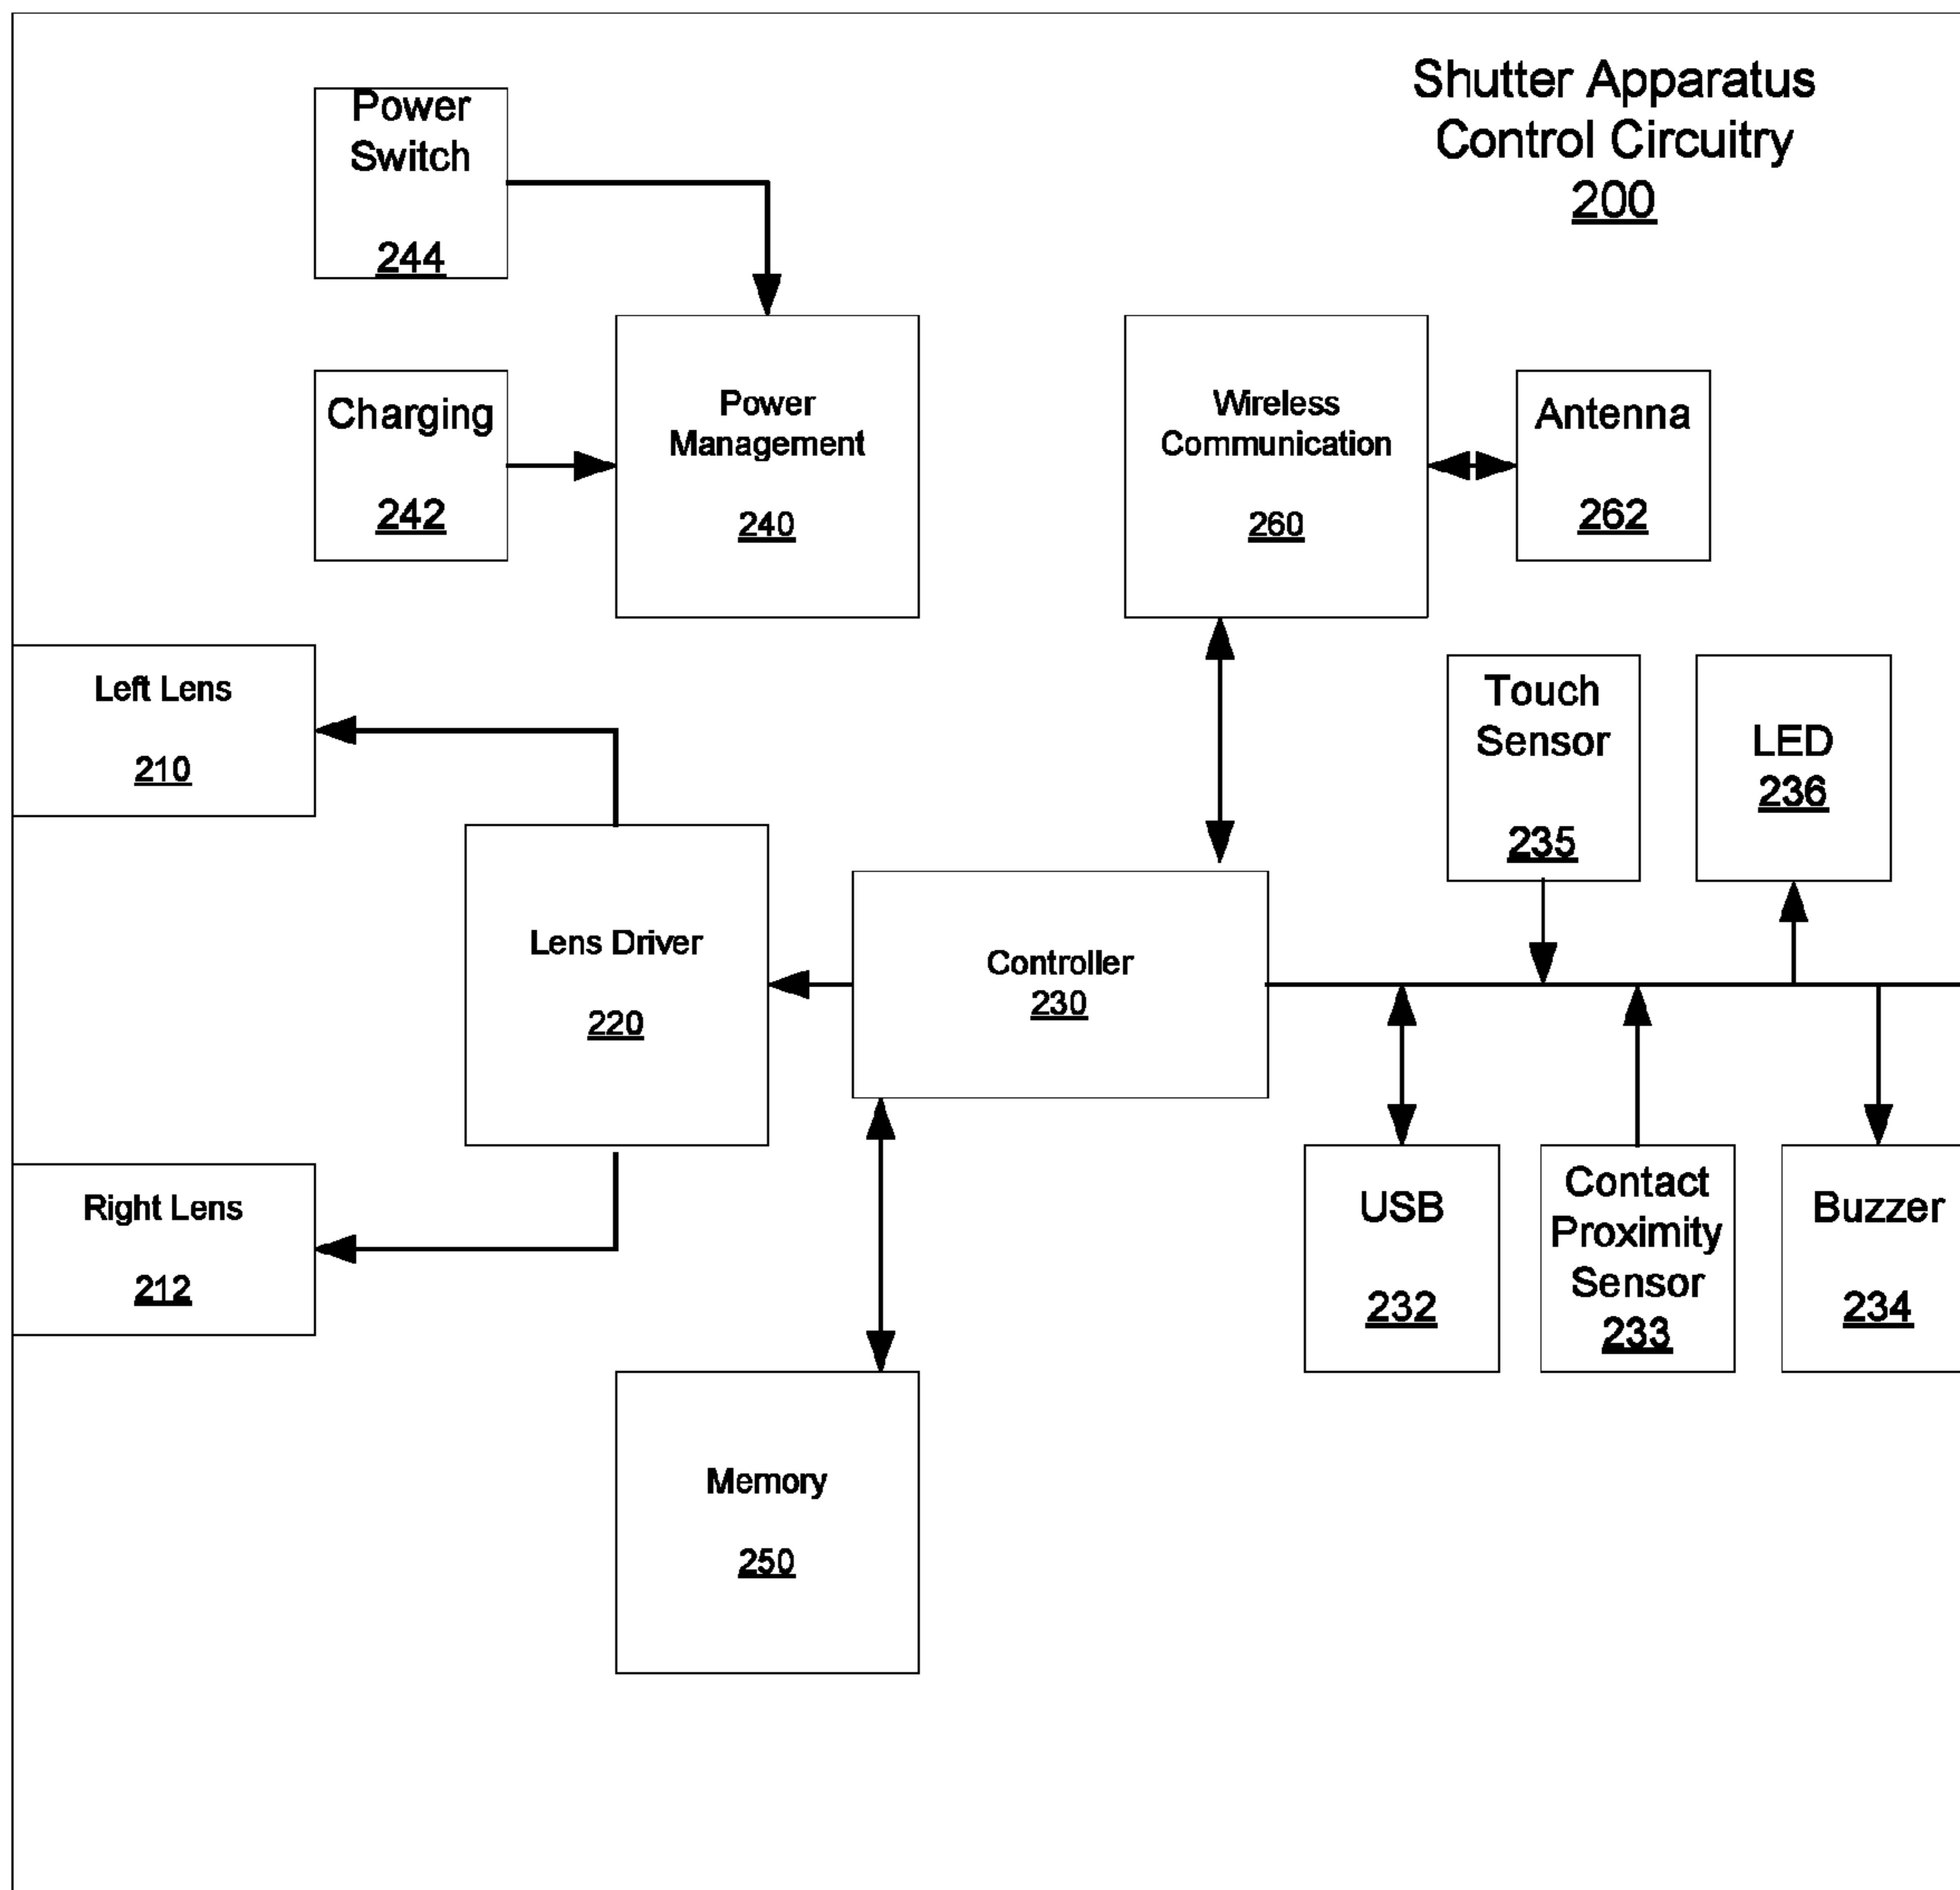 Shutter Apparatus
Control Circuitry
200
Power
Switch
244
Charging
242
Power
Management
240
Wireless
Communication
260
Antenna
262
Left Lens
210
Touch
Sensor
235
LED
236
Lens Driver
220
Controller
230
Right Lens
212
USB
232
Contact
Proximity
Sensor
233
Buzzer
234
Memory
250